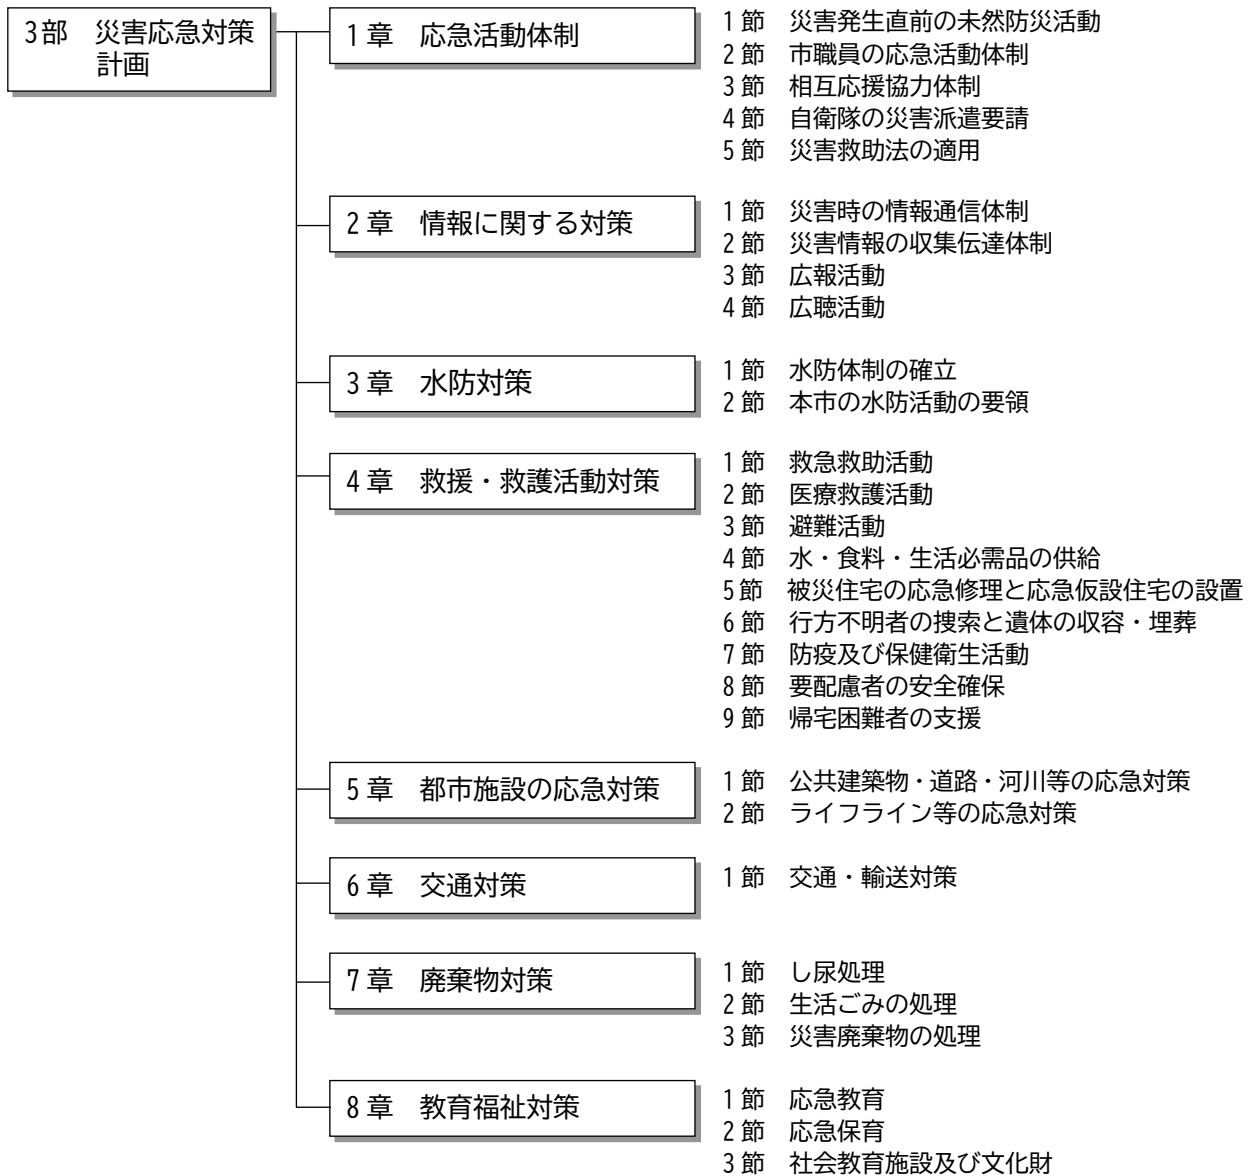 3部 災害応急対策
計画
1章 応急活動体制
1節 災害発生直前の未然防災活動
2節 市職員の応急活動体制
3節 相互応援協力体制
4節 自衛隊の災害派遣要請
5節 災害救助法の適用
2章 情報に関する対策
1節 災害時の情報通信体制
2節 災害情報の収集伝達体制
3節 広報活動
4節 広聴活動
3章 水防対策
1節 水防体制の確立
2節 本市の水防活動の要領
4章 救援・救護活動対策
1節 救急救助活動
2節 医療救護活動
3節 避難活動
4節 水・食料・生活必需品の供給
5節 被災住宅の応急修理と応急仮設住宅の設置
6節 行方不明者の捜索と遺体の収容・埋葬
7節 防疫及び保健衛生活動
8節 要配慮者の安全確保
9節 帰宅困難者の支援
5章 都市施設の応急対策
1節 公共建築物・道路・河川等の応急対策
2節 ライフライン等の応急対策
6章 交通対策
1節 交通・輸送対策
7章 廃棄物対策
1節 し尿処理
2節 生活ごみの処理
3節 災害廃棄物の処理
8章 教育福祉対策
1節 応急教育
2節 応急保育
3節 社会教育施設及び文化財